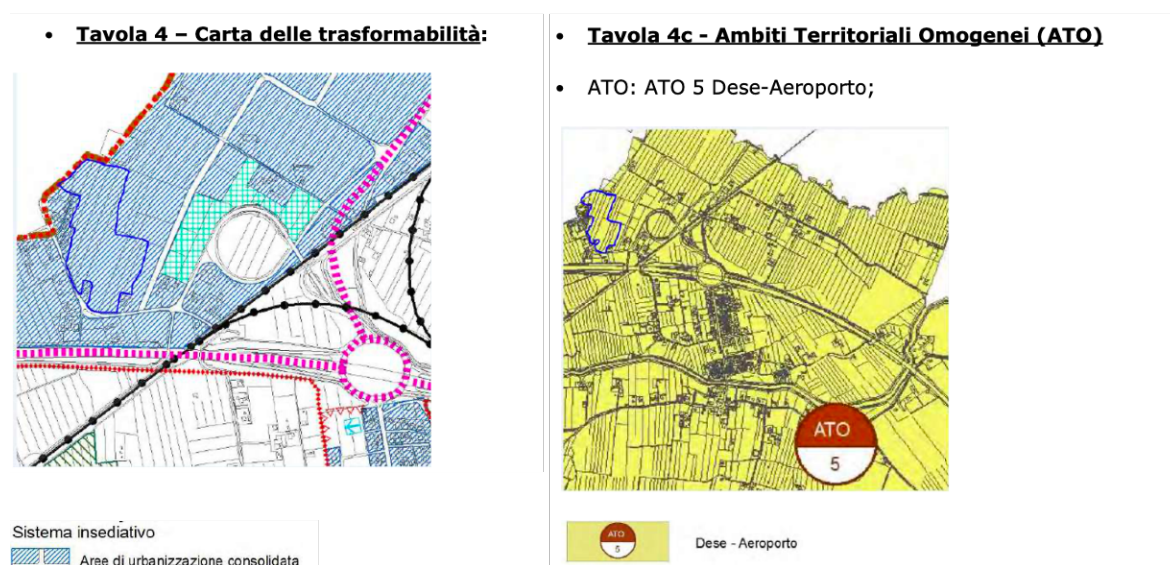 • Tavola 4 – Carta delle trasformabilità:
Sistema insediativo
Aree di urbanizzazione consolidata
• Tavola 4c - Ambiti Territoriali Omogenei (ATO)
• ATO: ATO 5 Dese-Aeroporto;
ATO
5
ATO
5
Dese - Aeroporto